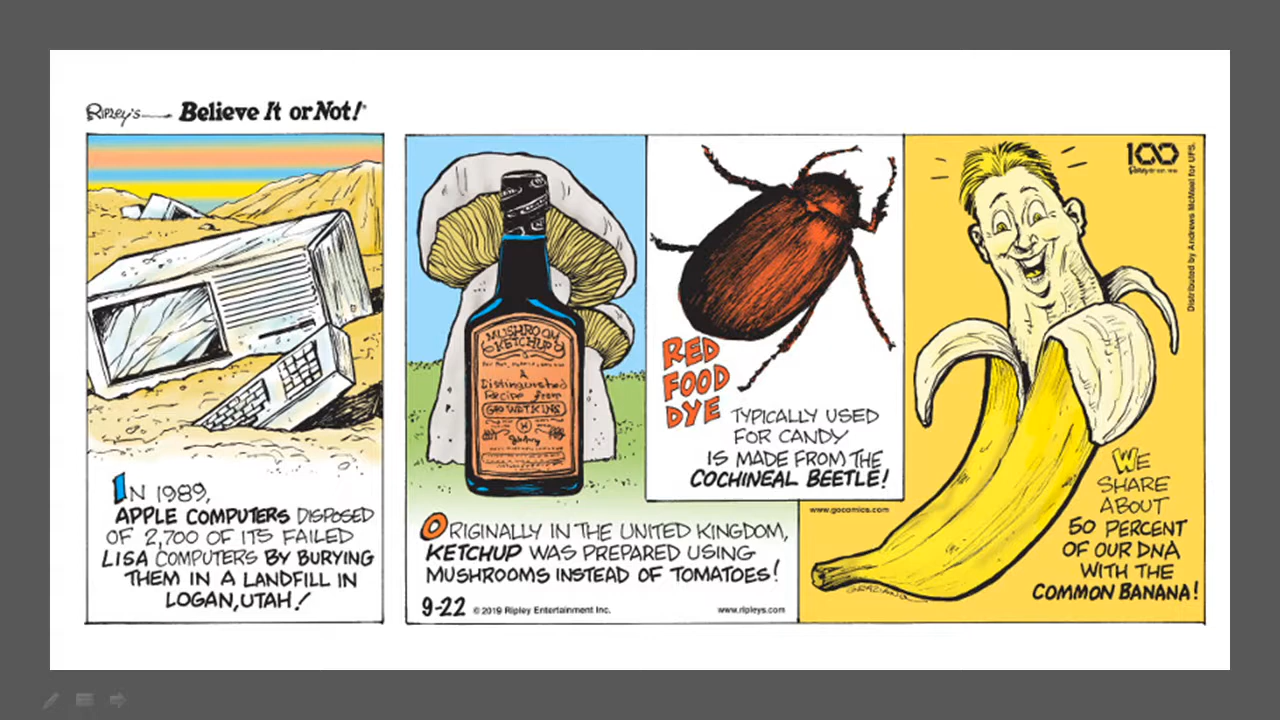 RIPLEY'S Believe It or Not!®
IN 1989,
APPLE COMPUTERS DISPOSED
OF 2,700 OF ITS FAILED
LISA COMPUTERS BY BURYING
THEM IN A LANDFILL IN
LOGAN, UTAH!
MUSHROOM
KETCHUP
A
Distinguished
Recipe from
GEO WATKINS
ORIGINALLY IN THE UNITED KINGDOM,
KETCHUP WAS PREPARED USING
MUSHROOMS INSTEAD OF TOMATOES!
9-22 © 2019 Ripley Entertainment Inc. www.ripleys.com
RED
FOOD
DYE TYPICALLY USED
FOR CANDY
IS MADE FROM THE
COCHINEAL BEETLE!
100
Distributed by Andrews McMeel for UFS.
www.gocomics.com
WE
SHARE
ABOUT
50 PERCENT
OF OUR DNA
WITH THE
COMMON BANANA!
GRAZIANO